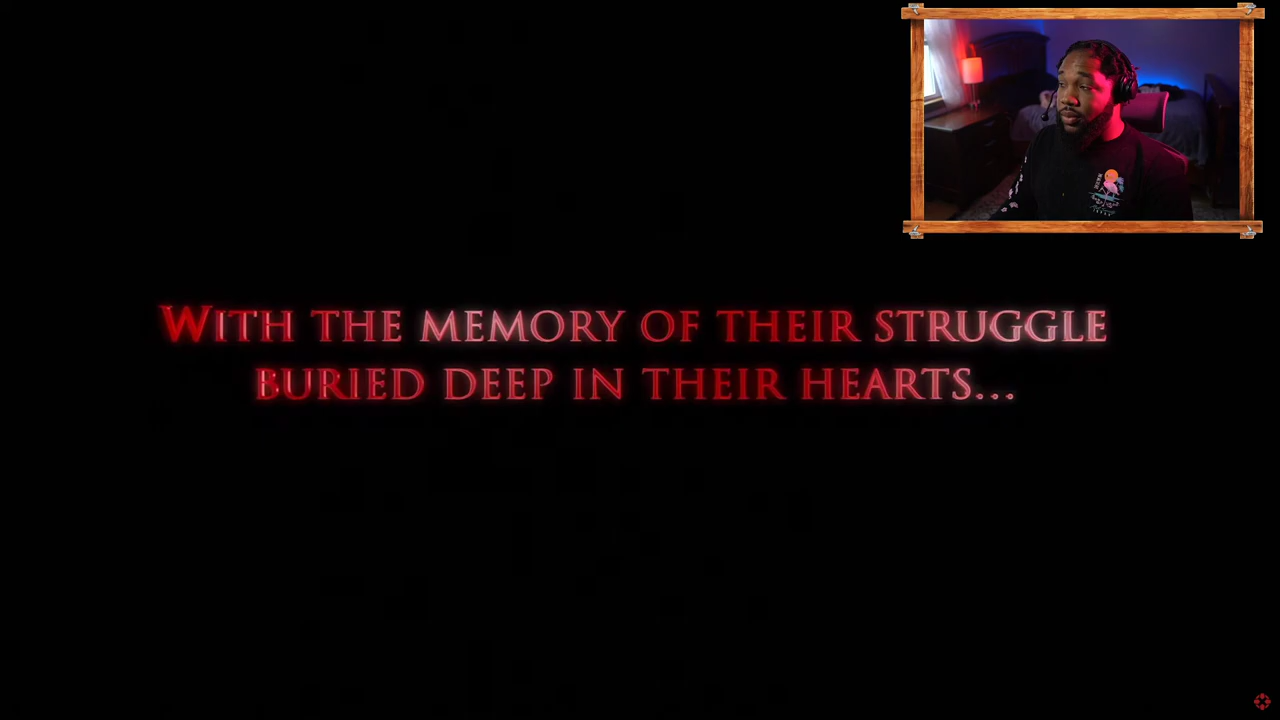 WITH THE MEMORY OF THEIR STRUGGLE
BURIED DEEP IN THEIR HEARTS...